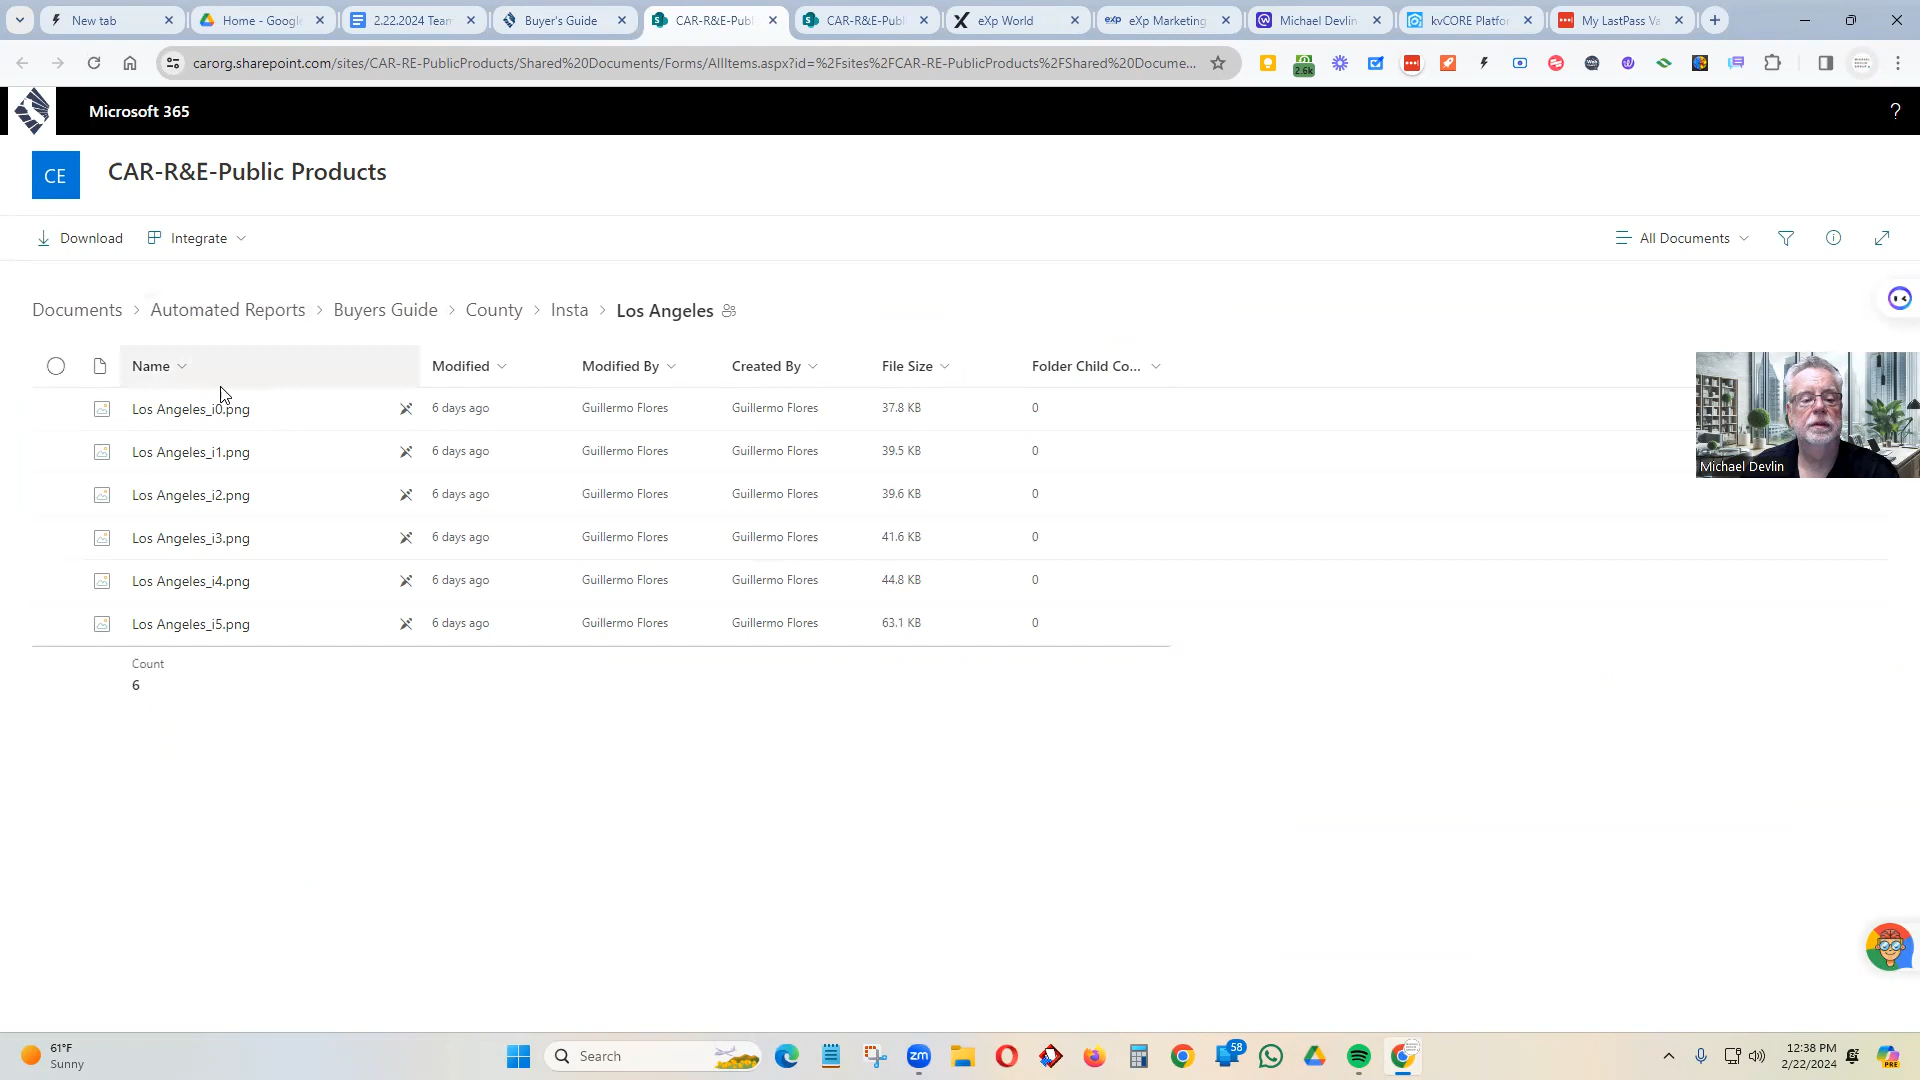 New tab
Home - Google
2.22.2024 Team
Buyer's Guide
CAR-R&E-Publ
CAR-R&E-Publ
eXp World
eXp Marketing
Michael Devlin
kvCORE Platfor
My LastPass Va
carorg.sharepoint.com/sites/CAR-RE-PublicProducts/Shared%20Documents/Forms/AllItems.aspx?id=%2Fsites%2FCAR-RE-PublicProducts%2FShared%20Docume...
2.6k
Microsoft 365
?
CE
CAR-R&E-Public Products
Download
Integrate
All Documents
Documents > Automated Reports > Buyers Guide > County > Insta > Los Angeles
Name Modified Modified By Created By File Size Folder Child Co...
Los Angeles_i0.png 6 days ago Guillermo Flores Guillermo Flores 37.8 KB 0
Los Angeles_i1.png 6 days ago Guillermo Flores Guillermo Flores 39.5 KB 0
Los Angeles_i2.png 6 days ago Guillermo Flores Guillermo Flores 39.6 KB 0
Los Angeles_i3.png 6 days ago Guillermo Flores Guillermo Flores 41.6 KB 0
Los Angeles_i4.png 6 days ago Guillermo Flores Guillermo Flores 44.8 KB 0
Los Angeles_i5.png 6 days ago Guillermo Flores Guillermo Flores 63.1 KB 0
Count
6
Michael Devlin
61°F
Sunny
Search
zm
58
12:38 PM
2/22/2024
PRE